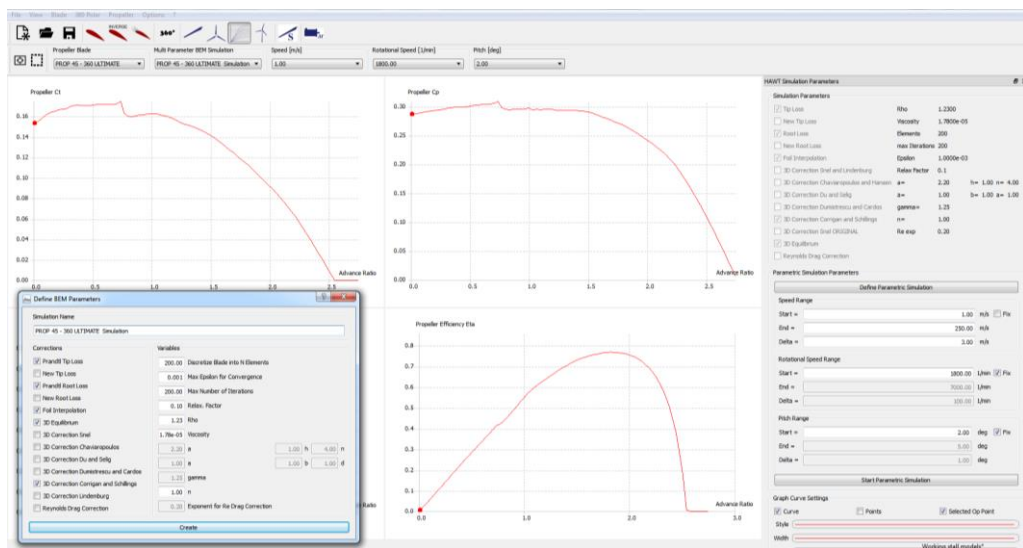 File View Blade 360 Polar Propeller Options ?
INVERSE
360°
S
Propeller Blade Multi Parameter BEM Simulation Speed [m/s] Rotational Speed [1/min] Pitch [deg]
PROP 45 - 360 ULTIMATE PROP 45 - 360 ULTIMATE Simulation 1.00 1800.00 2.00
Propeller Ct
0.16
0.14
0.12
0.10
0.08
0.06
0.04
0.02
0.00
0.0 0.5 1.0 1.5 2.0 2.5
Advance Ratio
Propeller Cp
0.30
0.25
0.20
0.15
0.10
0.05
0.00
0.0 0.5 1.0 1.5 2.0 2.5
Advance Ratio
Propeller Efficency Eta
0.8
0.7
0.6
0.5
0.4
0.3
0.2
0.1
0.0
0.0 1.0 2.0 3.0
Advance Ratio
Ratio
Define BEM Parameters
Simulation Name
PROP 45 - 360 ULTIMATE Simulation
Corrections
Prandtl Tip Loss
New Tip Loss
Prandtl Root Loss
New Root Loss
Foil Interpolation
3D Equilibrium
3D Correction Snel
3D Correction Chaviaropoulos
3D Correction Du and Selig
3D Correction Dumistrescu and Cardos
3D Correction Corrigan and Schillings
3D Correction Lindenburg
Reynolds Drag Correction
Variables
200.00 Discretize Blade into N Elements
0.001 Max Epsilon for Convergence
200.00 Max Number of Iterations
0.10 Relax. Factor
1.23 Rho
1.78e-05 Viscosity
2.20 a 1.00 h 4.00 n
1.00 a 1.00 b 1.00 d
1.25 gamma
1.00 n
0.20 Exponent for Re Drag Correction
Create
HAWT Simulation Parameters
Simulation Parameters
Tip Loss Rho 1.2300
New Tip Loss Viscosity 1.7800e-05
Root Loss Elements 200
New Root Loss max Iterations 200
Foil Interpolation Epsilon 1.0000e-03
3D Correction Snel and Lindenburg Relax Factor 0.1
3D Correction Chaviaropoulos and Hansen a= 2.20 h= 1.00 n= 4.00
3D Correction Du and Selig a= 1.00 b= 1.00 a= 1.00
3D Correction Dumistrescu and Cardos gamma= 1.25
3D Correction Corrigan and Schillings n= 1.00
3D Correction Snel ORIGINAL Re exp 0.20
3D Equilibrium
Reynolds Drag Correction
Parametric Simulation Parameters
Define Parametric Simulation
Speed Range
Start = 1.00 m/s Fix
End = 250.00 m/s
Delta = 3.00 m/s
Rotational Speed Range
Start = 1800.00 1/min Fix
End = 7000.00 1/min
Delta = 100.00 1/min
Pitch Range
Start = 2.00 deg Fix
End = 5.00 deg
Delta = 1.00 deg
Start Parametric Simulation
Graph Curve Settings
Curve Points Selected Op Point
Style
Width
Working stall models"